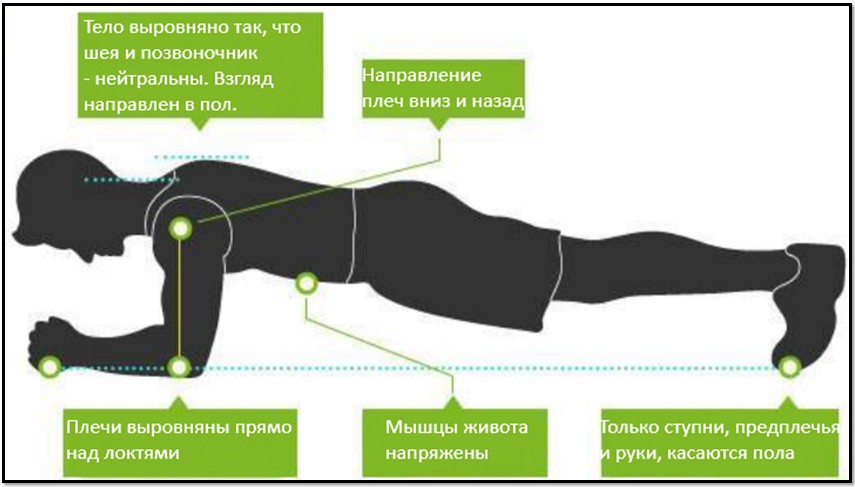 Тело выровняно так, что
шея и позвоночник
- нейтральны. Взгляд
направлен в пол.
Направление
плеч вниз и назад
Плечи выровняны прямо
над локтями
Мышцы живота
напряжены
Только ступни, предплечья
и руки, касаются пола